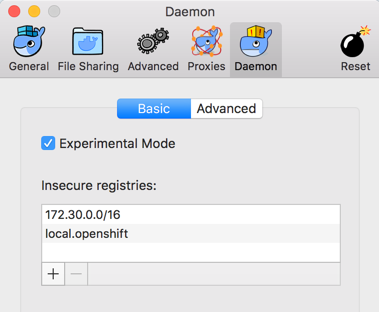 Daemon
General File Sharing Advanced Proxies Daemon Reset
Basic Advanced
Experimental Mode
Insecure registries:
172.30.0.0/16
local.openshift
+ −